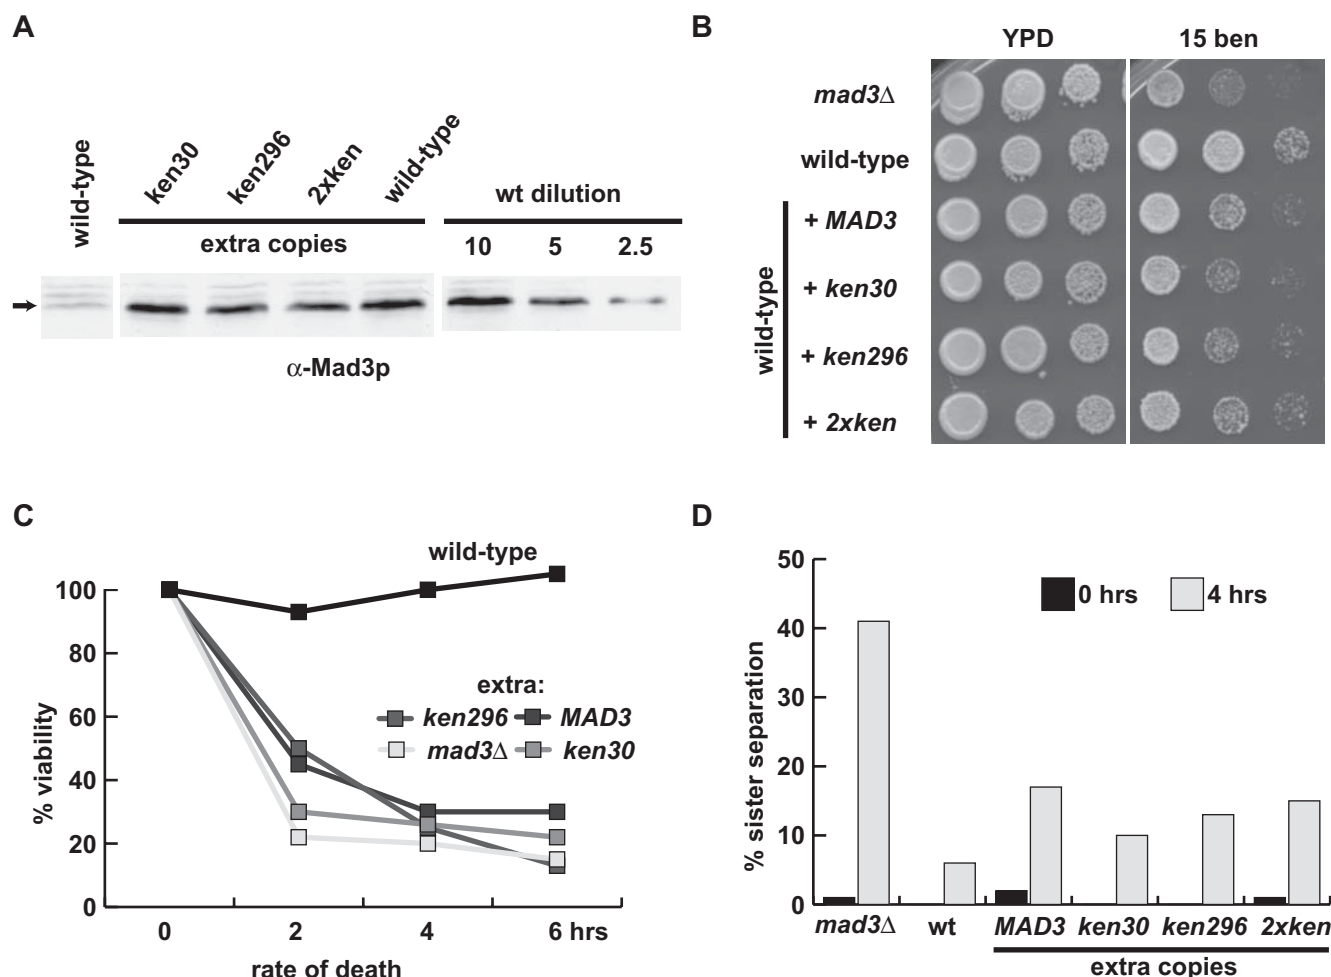 A
wild-type
ken30
ken296
2xken
wild-type
extra copies
wt dilution
10 5 2.5
α-Mad3p
B
YPD 15 ben
mad3Δ
wild-type
wild-type
+ MAD3
+ ken30
+ ken296
+ 2xken
C
% viability
100
80
60
40
20
0
wild-type
extra:
ken296 MAD3
mad3Δ ken30
0 2 4 6 hrs
rate of death
D
% sister separation
50
40
30
20
10
0
0 hrs 4 hrs
mad3Δ wt MAD3 ken30 ken296 2xken
extra copies